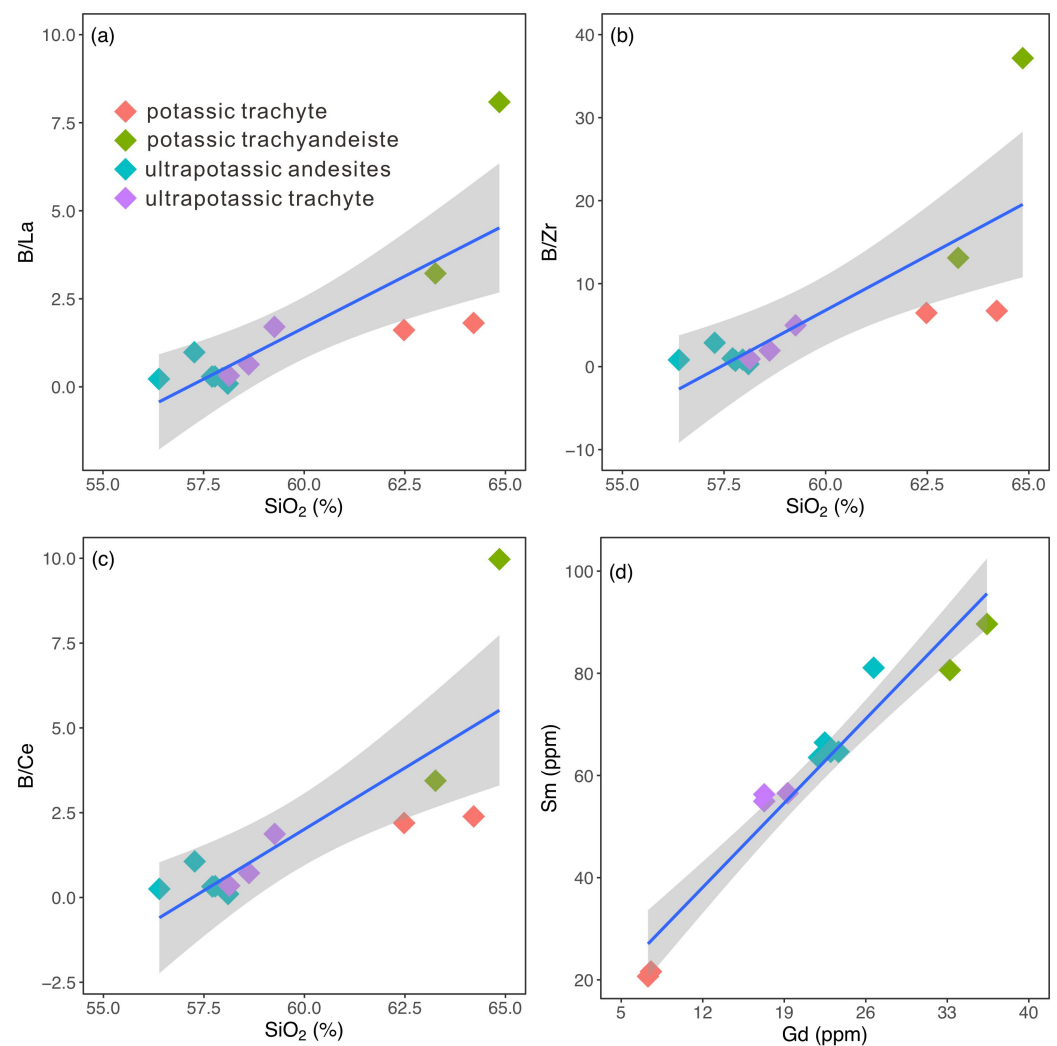 (a)
10.0
7.5
5.0
2.5
0.0
B/La
potassic trachyte
potassic trachyandeiste
ultrapotassic andesites
ultrapotassic trachyte
55.0 57.5 60.0 62.5 65.0
SiO₂ (%)
(b)
40
30
20
10
0
−10
B/Zr
55.0 57.5 60.0 62.5 65.0
SiO₂ (%)
(c)
10.0
7.5
5.0
2.5
0.0
−2.5
B/Ce
55.0 57.5 60.0 62.5 65.0
SiO₂ (%)
(d)
100
80
60
40
20
Sm (ppm)
5 12 19 26 33 40
Gd (ppm)